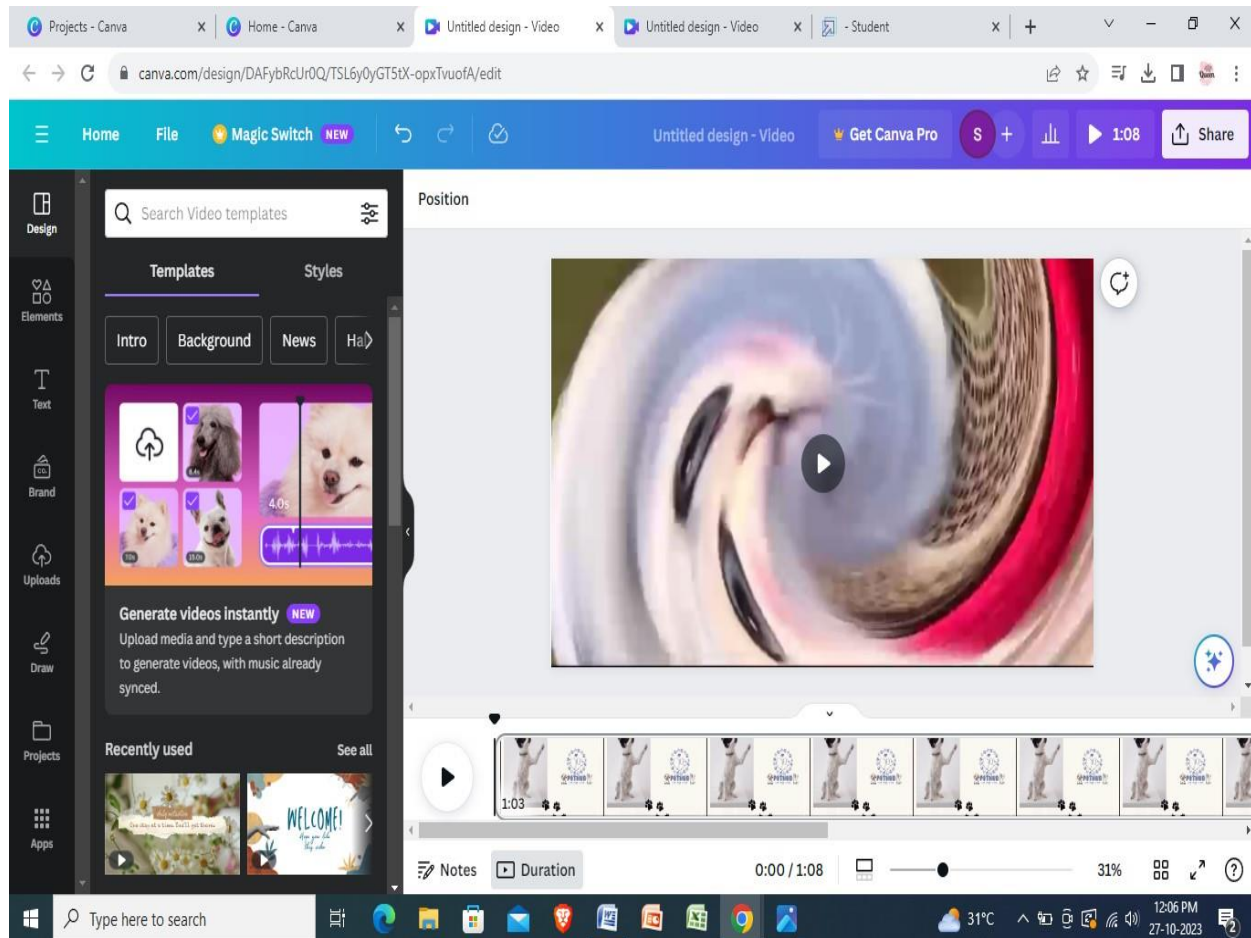 Projects - Canva
Home - Canva
Untitled design - Video
Untitled design - Video
- Student
canva.com/design/DAFybRcUr0Q/TSL6y0yGT5tX-opxTvuofA/edit
Home File Magic Switch NEW
Untitled design - Video
Get Canva Pro
S
1:08
Share
Design
Elements
Text
CO.
Brand
Uploads
Draw
Projects
Apps
Search Video templates
Templates Styles
Intro Background News Hal
4.0s
Generate videos instantly NEW
Upload media and type a short description
to generate videos, with music already
synced.
Recently used See all
WELCOME!
Position
1:03
Notes Duration
0:00 / 1:08
31%
Type here to search
31°C
12:06 PM
27-10-2023
2